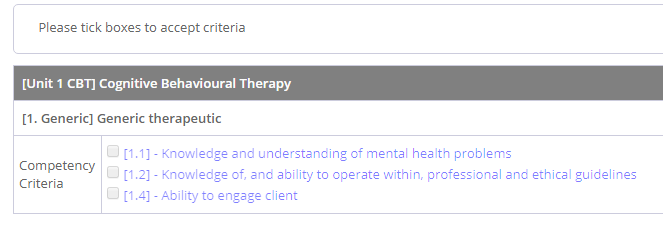 Please tick boxes to accept criteria
[Unit 1 CBT] Cognitive Behavioural Therapy
[1. Generic] Generic therapeutic
Competency
Criteria
[1.1] - Knowledge and understanding of mental health problems
[1.2] - Knowledge of, and ability to operate within, professional and ethical guidelines
[1.4] - Ability to engage client